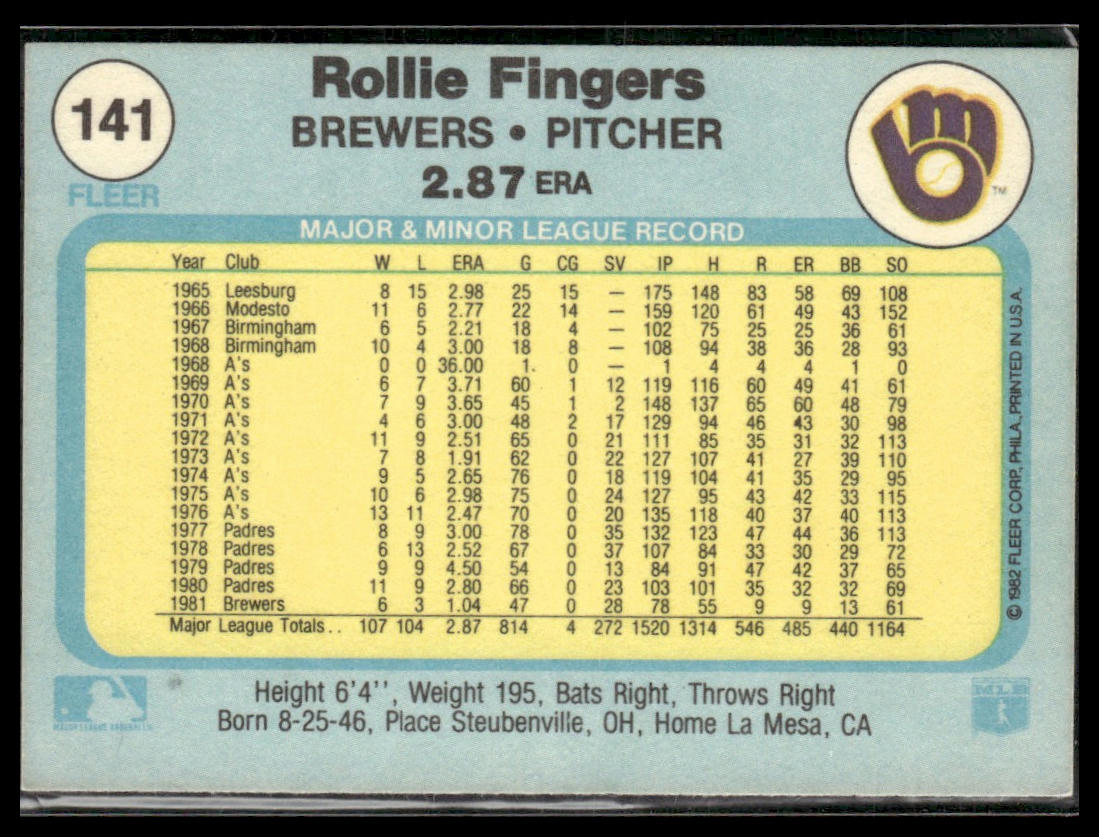 141
FLEER
Rollie Fingers
BREWERS • PITCHER
2.87 ERA
TM
MAJOR & MINOR LEAGUE RECORD
Year Club W L ERA G CG SV IP H R ER BB SO
1965 Leesburg 8 15 2.98 25 15 — 175 148 83 58 69 108
1966 Modesto 11 6 2.77 22 14 — 159 120 61 49 43 152
1967 Birmingham 6 5 2.21 18 4 — 102 75 25 25 36 61
1968 Birmingham 10 4 3.00 18 8 — 108 94 38 36 28 93
1968 A's 0 0 36.00 1. 0 — 1 4 4 4 1 0
1969 A's 6 7 3.71 60 1 12 119 116 60 49 41 61
1970 A's 7 9 3.65 45 1 2 148 137 65 60 48 79
1971 A's 4 6 3.00 48 2 17 129 94 46 43 30 98
1972 A's 11 9 2.51 65 0 21 111 85 35 31 32 113
1973 A's 7 8 1.91 62 0 22 127 107 41 27 39 110
1974 A's 9 5 2.65 76 0 18 119 104 41 35 29 95
1975 A's 10 6 2.98 75 0 24 127 95 43 42 33 115
1976 A's 13 11 2.47 70 0 20 135 118 40 37 40 113
1977 Padres 8 9 3.00 78 0 35 132 123 47 44 36 113
1978 Padres 6 13 2.52 67 0 37 107 84 33 30 29 72
1979 Padres 9 9 4.50 54 0 13 84 91 47 42 37 65
1980 Padres 11 9 2.80 66 0 23 103 101 35 32 32 69
1981 Brewers 6 3 1.04 47 0 28 78 55 9 9 13 61
Major League Totals.. 107 104 2.87 814 4 272 1520 1314 546 485 440 1164
© 1982 FLEER CORP., PHILA., PRINTED IN U.S.A.
Height 6'4'', Weight 195, Bats Right, Throws Right
Born 8-25-46, Place Steubenville, OH, Home La Mesa, CA
MAJOR LEAGUE BASEBALL
MLB